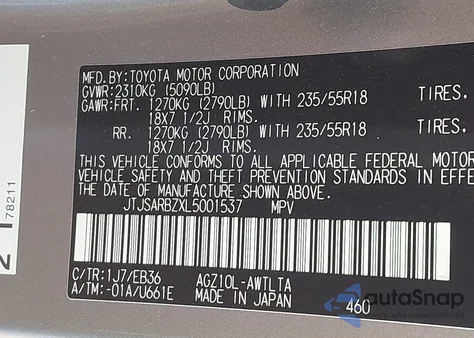 MFD.BY:TOYOTA MOTOR CORPORATION
GVWR:2310KG (5090LB)
GAWR:FRT. 1270KG (2790LB) WITH 235/55R18 TIRES.
18X7 1/2J RIMS.
RR. 1270KG (2790LB) WITH 235/55R18 TIRES.
18X7 1/2J RIMS.
THIS VEHICLE CONFORMS TO ALL APPLICABLE FEDERAL MOTOR
VEHICLE SAFETY AND THEFT PREVENTION STANDARDS IN EFFE
ON THE DATE OF MANUFACTURE SHOWN ABOVE.
JTJSARBZXL5001537 MPV
C/TR:1J7/EB36 AGZ10L-AWTLTA
A/TM:-01A/U661E MADE IN JAPAN 460
78211
autoSnap